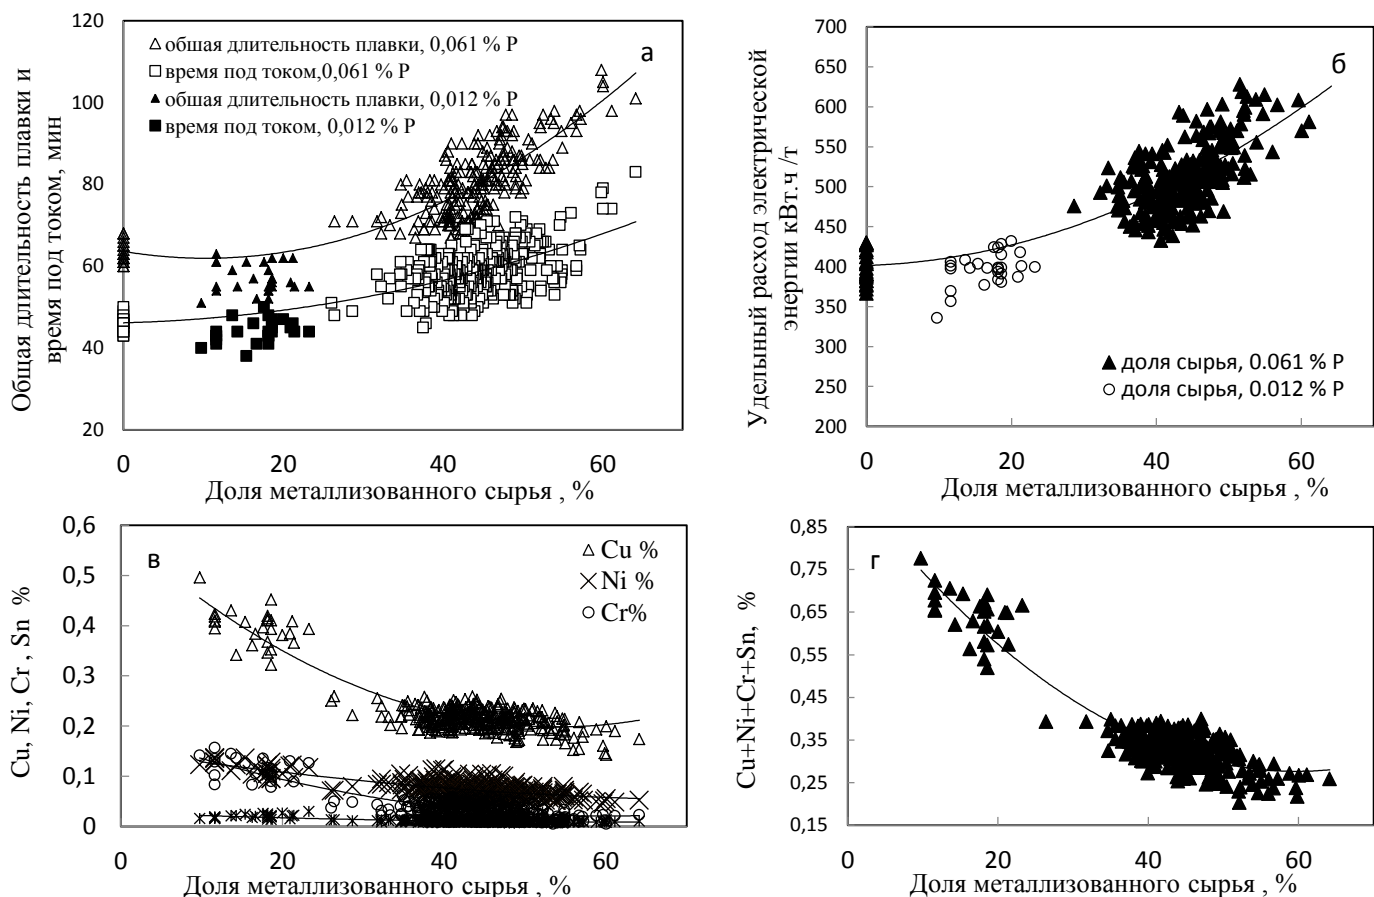 120
100
80
60
40
20
0
20
40
60
Общая длительность плавки и
время под током, мин
обшая длительность плавки, 0,061 % P
время под током,0,061 % P
обшая длительность плавки, 0,012 % P
время под током, 0,012 % P
а
Доля металлизованного сырья , %
700
650
600
550
500
450
400
350
300
250
200
0
20
40
60
Удельный расход электрической
энергии кВт.ч /т
б
доля сырья, 0.061 % P
доля сырья, 0.012 % P
Доля металлизованного сырья , %
0,6
0,5
0,4
0,3
0,2
0,1
0
0
20
40
60
Cu, Ni, Cr , Sn %
в
Cu %
Ni %
Cr%
Доля металлизованного сырья , %
0,85
0,75
0,65
0,55
0,45
0,35
0,25
0,15
0
20
40
60
Cu+Ni+Cr+Sn, %
г
Доля металлизованного сырья , %